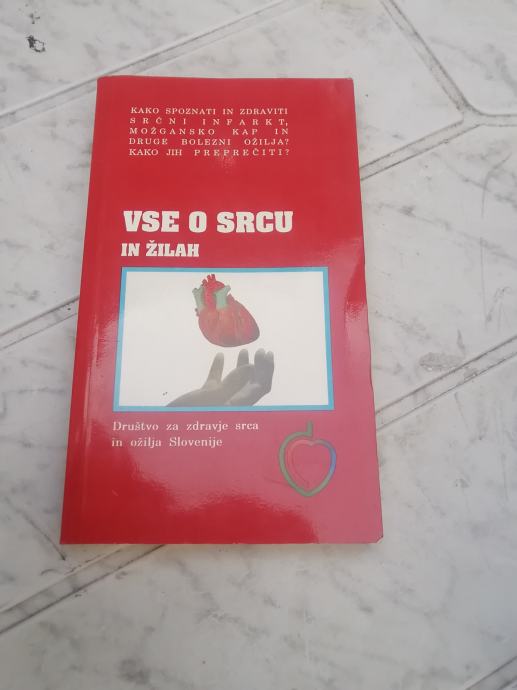 KAKO SPOZNATI IN ZDRAVITI
SRČNI INFARKT,
MOŽGANSKO KAP IN
DRUGE BOLEZNI OŽILJA?
KAKO JIH PREPREČITI?
VSE O SRCU
IN ŽILAH
Društvo za zdravje srca
in ožilja Slovenije